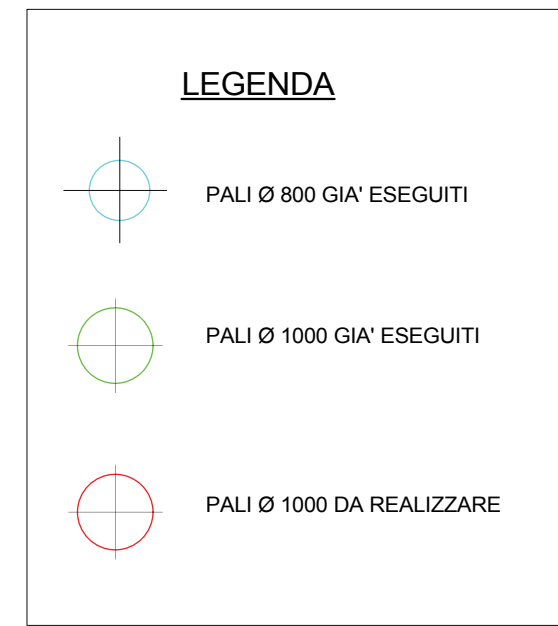 LEGENDA
PALI Ø 800 GIA' ESEGUITI
PALI Ø 1000 GIA' ESEGUITI
PALI Ø 1000 DA REALIZZARE